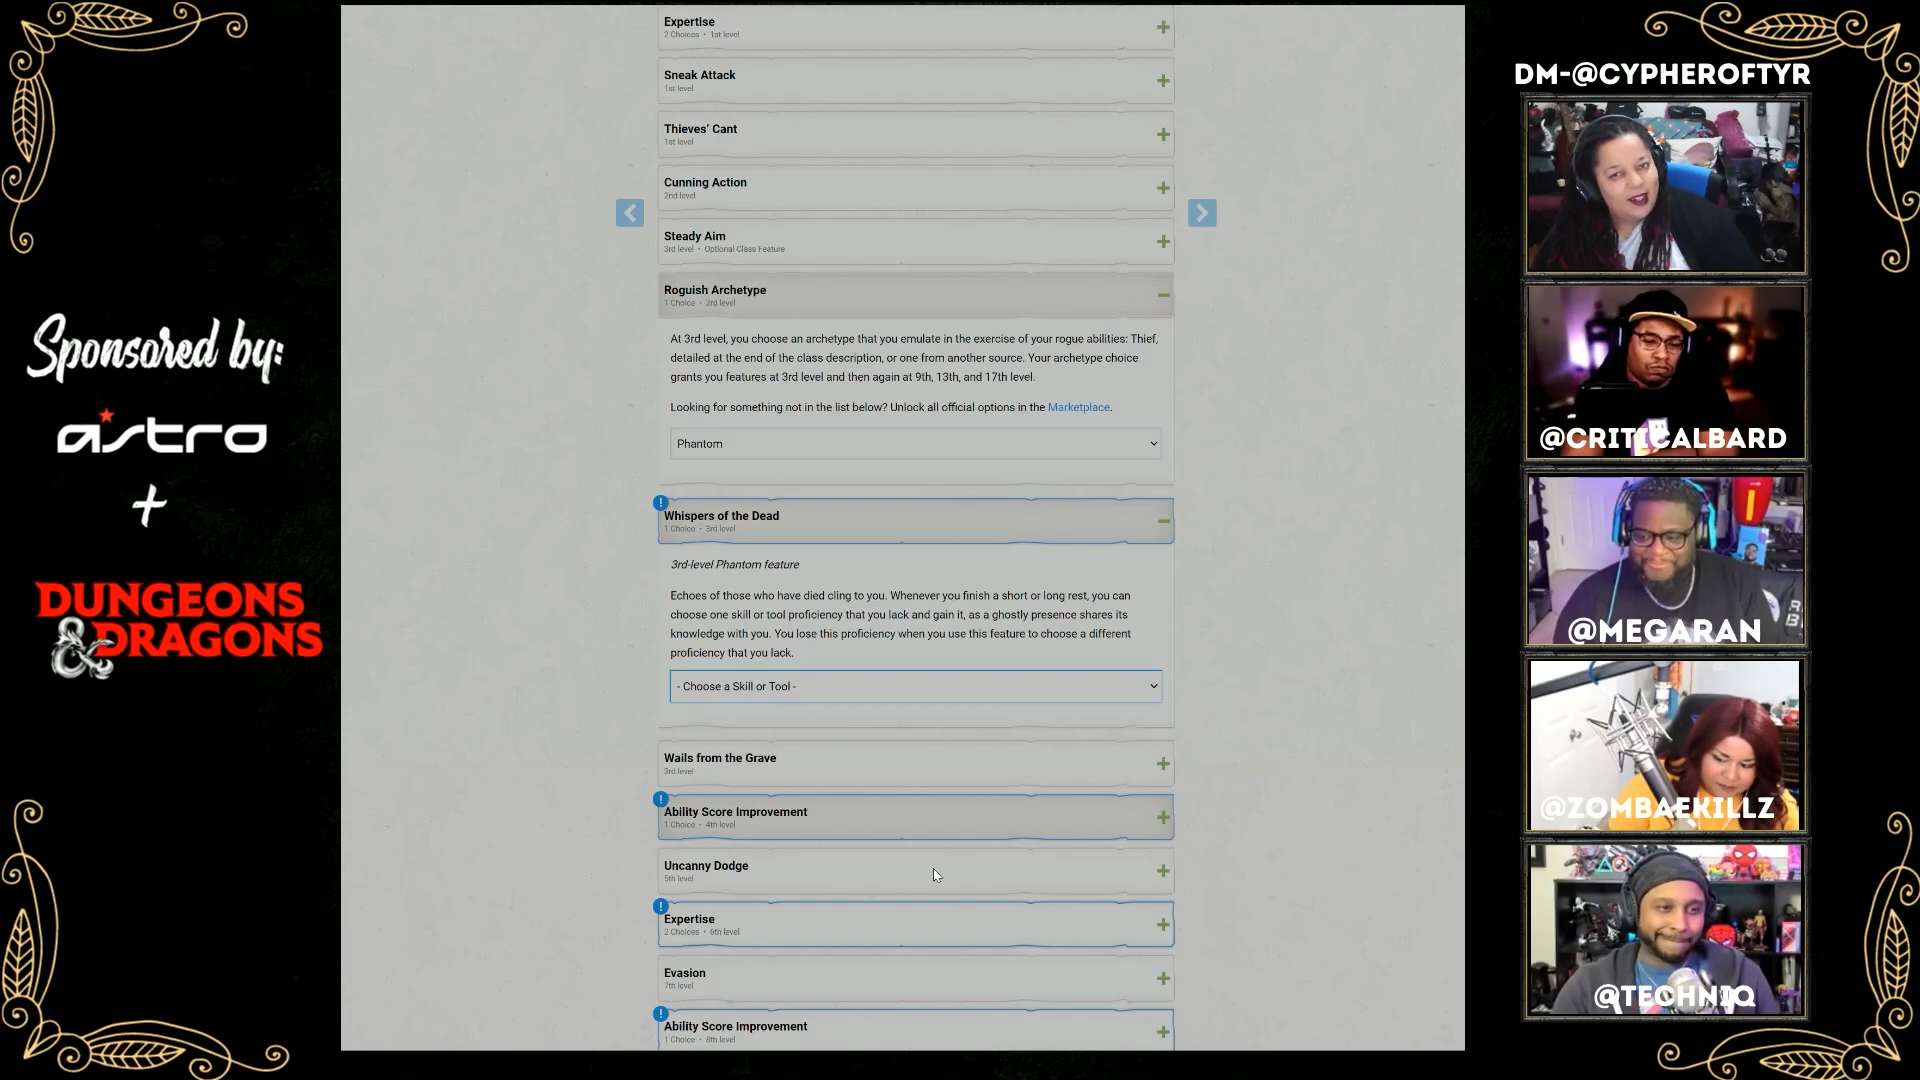 Expertise
2 Choices • 1st level
Sneak Attack
1st level
Thieves’ Cant
1st level
Cunning Action
2nd level
Steady Aim
3rd level • Optional Class Feature
Roguish Archetype
1 Choice • 3rd level
At 3rd level, you choose an archetype that you emulate in the exercise of your rogue abilities: Thief,
detailed at the end of the class description, or one from another source. Your archetype choice
grants you features at 3rd level and then again at 9th, 13th, and 17th level.
Looking for something not in the list below? Unlock all official options in the Marketplace.
Phantom
!
Whispers of the Dead
1 Choice • 3rd level
3rd-level Phantom feature
Echoes of those who have died cling to you. Whenever you finish a short or long rest, you can
choose one skill or tool proficiency that you lack and gain it, as a ghostly presence shares its
knowledge with you. You lose this proficiency when you use this feature to choose a different
proficiency that you lack.
- Choose a Skill or Tool -
Wails from the Grave
3rd level
!
Ability Score Improvement
1 Choice • 4th level
Uncanny Dodge
5th level
!
Expertise
2 Choices • 6th level
Evasion
7th level
!
Ability Score Improvement
1 Choice • 8th level
Sponsored by:
astro
+
DUNGEONS
& DRAGONS
DM-@CYPHEROFTYR
@CRITICALBARD
@MEGARAN
@ZOMBAEKILLZ
@TECHNIQ